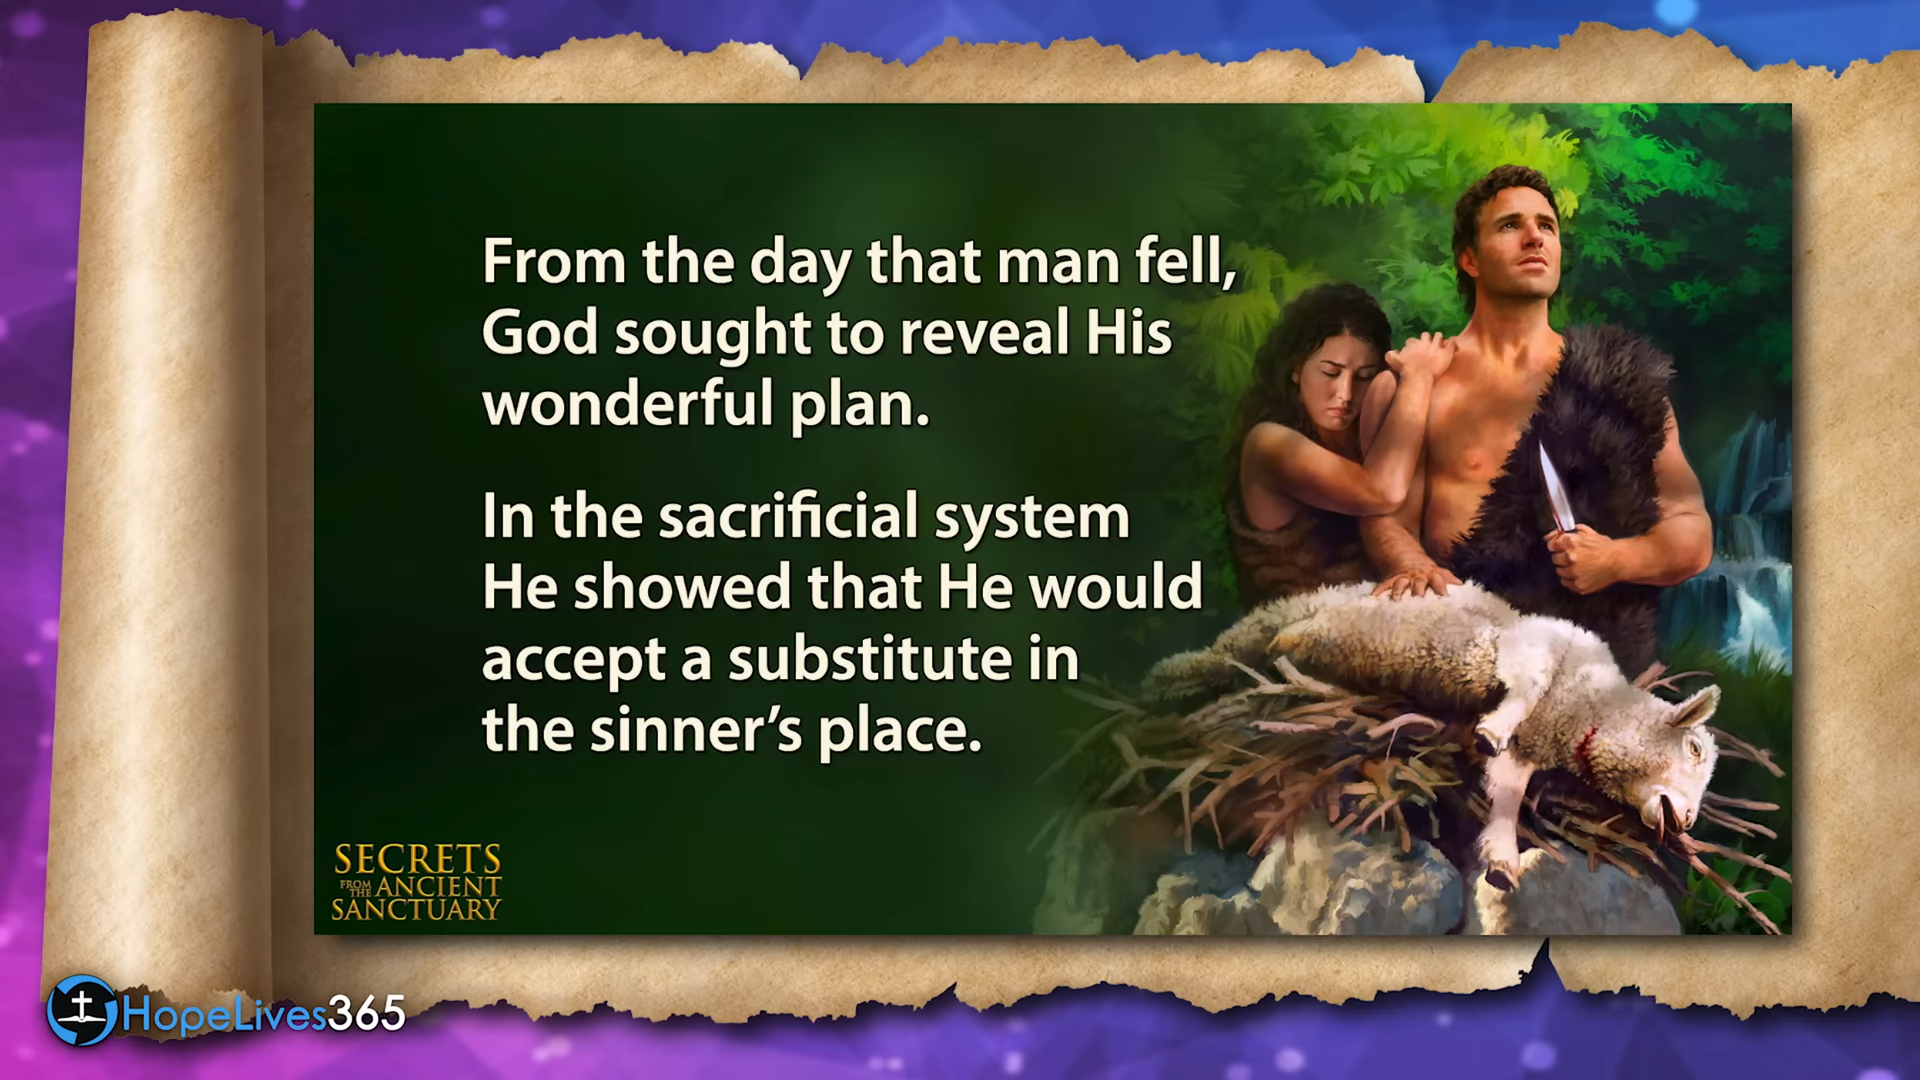 From the day that man fell,
God sought to reveal His
wonderful plan.
In the sacrificial system
He showed that He would
accept a substitute in
the sinner’s place.
SECRETS
FROM THE ANCIENT
SANCTUARY
HopeLives365